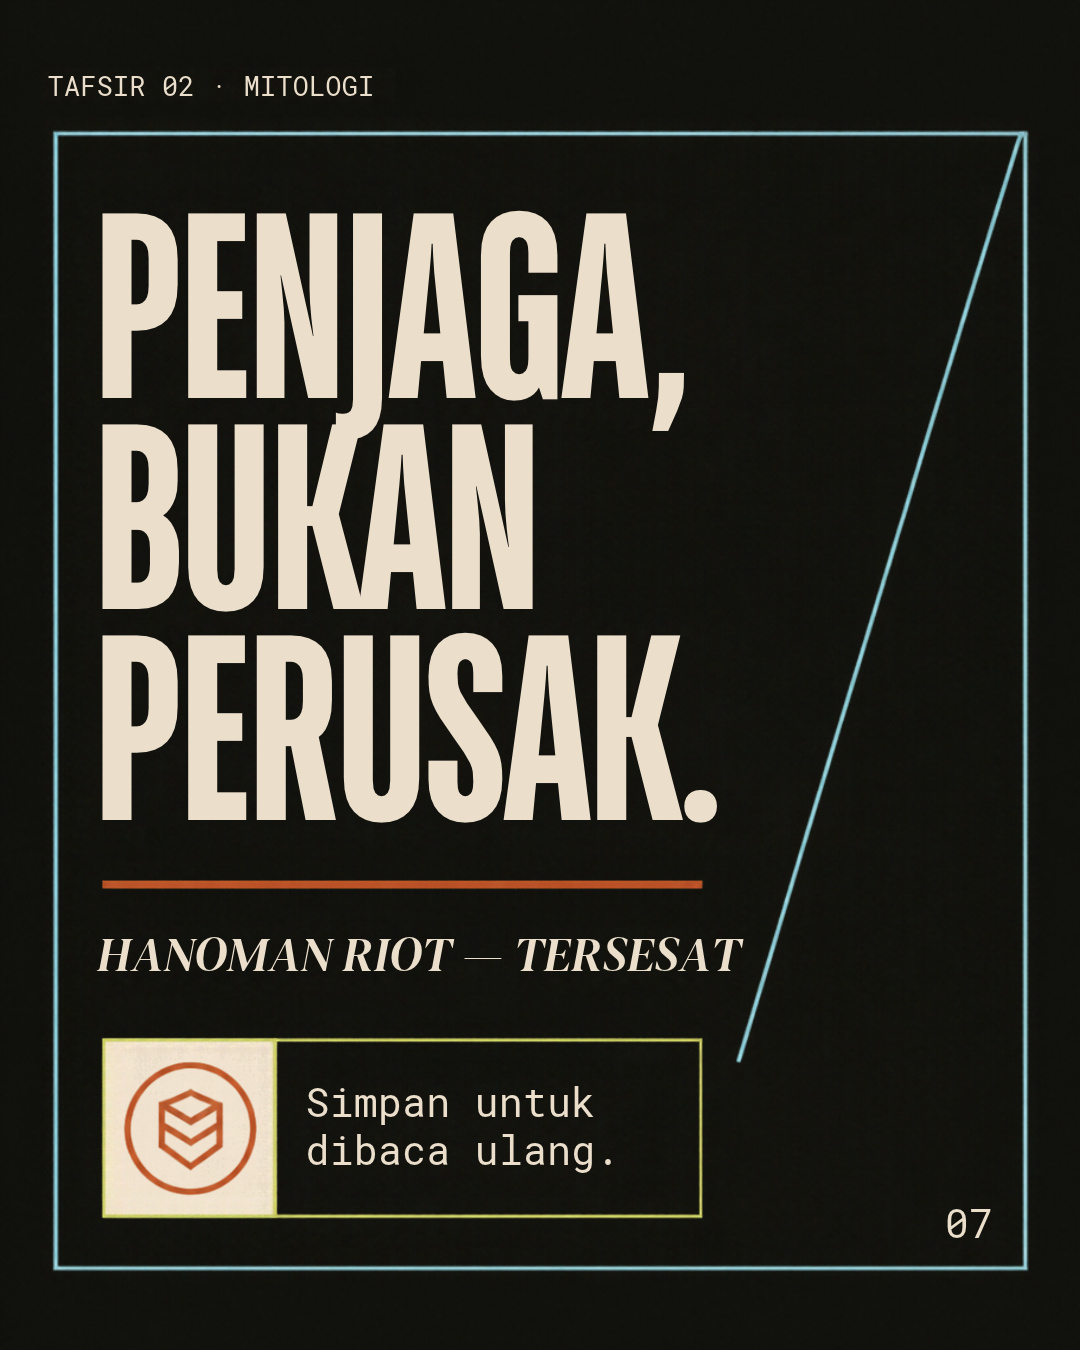 TAFSIR 02 · MITOLOGI
PENJAGA,
BUKAN
PERUSAK.
HANOMAN RIOT — TERSESAT
Simpan untuk
dibaca ulang.
07